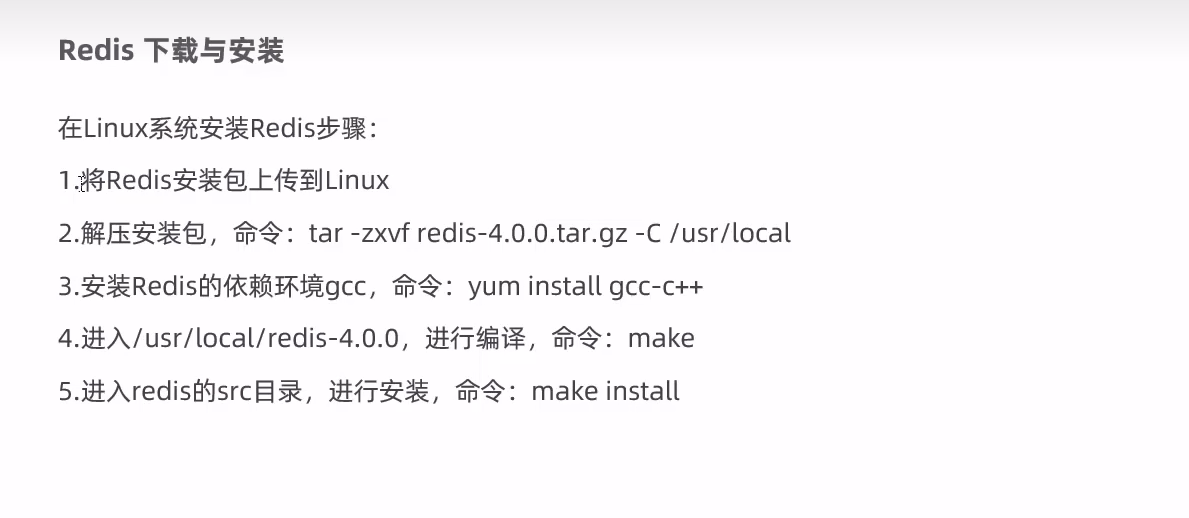 Redis 下载与安装
在Linux系统安装Redis步骤：
1.将Redis安装包上传到Linux
2.解压安装包，命令：tar -zxvf redis-4.0.0.tar.gz -C /usr/local
3.安装Redis的依赖环境gcc，命令：yum install gcc-c++
4.进入/usr/local/redis-4.0.0，进行编译，命令：make
5.进入redis的src目录，进行安装，命令：make install